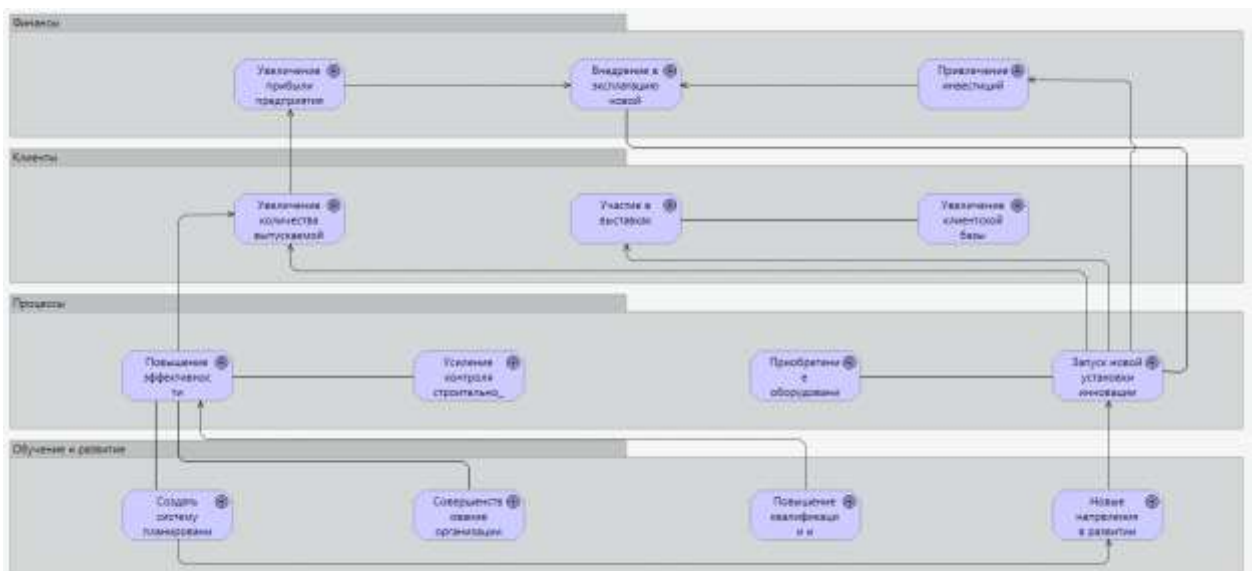 Финансы
Увеличение
прибыли
предприятия
Внедрение в
эксплатацию
новой
Привлечение
инвестиций
Клиенты
Увеличение
количества
выпускаемой
Участие в
выставках
Увеличение
клиентской
базы
Процессы
Повышение
эффективнос
ти
Усиление
контроля
строительно_
Приобретени
е
оборудовани
Запуск новой
установки
инновации
Обучение и развитие
Создать
систему
планировани
Совершенств
ование
организации
Повышение
квалификаци
и и
Новые
направления
в развитии